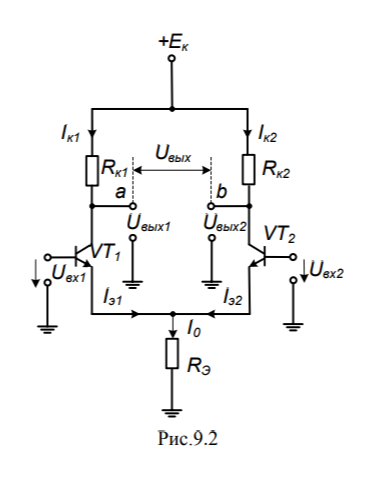 +Eк
Iк1
Iк2
Uвых
Rк1
Rк2
a
b
Uвых1
Uвых2
VT1
VT2
Uвх1
Uвх2
Iэ1
Iэ2
I0
RЭ
Рис.9.2